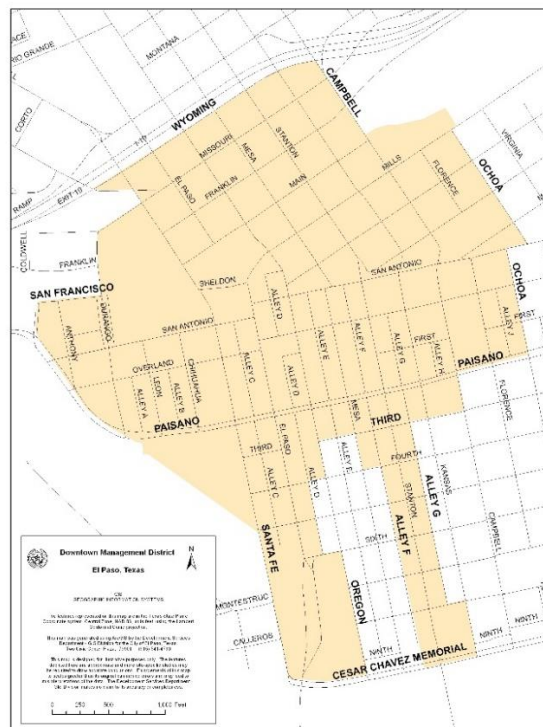 MONTANA
RIO GRANDE
CORTO
WYOMING
CAMPBELL
I-10
MISSOURI
MESA
STANTON
EL PASO
FRANKLIN
MAIN
MILLS
FLORENCE
OCHOA
VIRGINIA
RAMP
EXIT 19
COLDWELL
FRANKLIN
SAN FRANCISCO
SHELDON
SAN ANTONIO
OCHOA
ANTHONY
DURANGO
SAN ANTONIO
ALLEY D
ALLEY E
ALLEY F
ALLEY G
FIRST
ALLEY H
ALLEY J
FIRST
OVERLAND
ALLEY A
LEON
ALLEY B
CHIHUAHUA
ALLEY C
ALLEY D
PAISANO
PAISANO
MESA
THIRD
FLORENCE
THIRD
EL PASO
ALLEY C
ALLEY D
ALLEY E
FOURTH
STANTON
ALLEY G
KANSAS
CAMPBELL
SANTA FE
SIXTH
ALLEY F
OREGON
MONTESTRUC
CALLEROS
NINTH
NINTH
NINTH
CESAR CHAVEZ MEMORIAL
Downtown Management District
El Paso, Texas
N
GEOGRAPHIC INFORMATION SYSTEMS
0 250 500 1,000 Feet